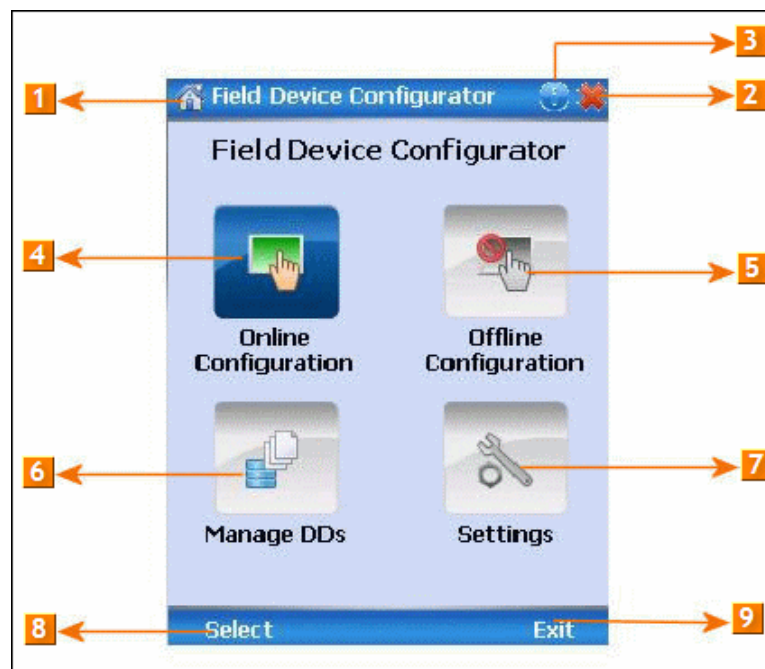 3
1
Field Device Configurator
2
Field Device Configurator
4
5
Online
Configuration
Offline
Configuration
6
7
Manage DDs
Settings
8
Select
Exit
9